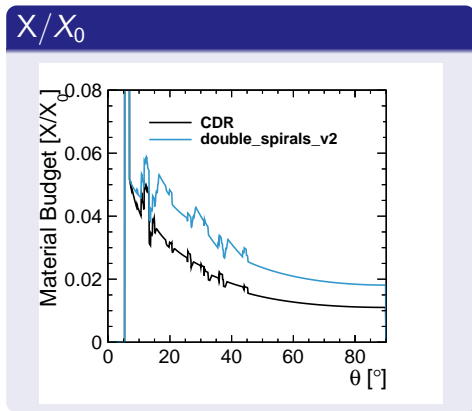 X/X₀
Material Budget [X/X₀]
0.08
0.06
0.04
0.02
0
CDR
double_spirals_v2
0 20 40 60 80
θ [°]